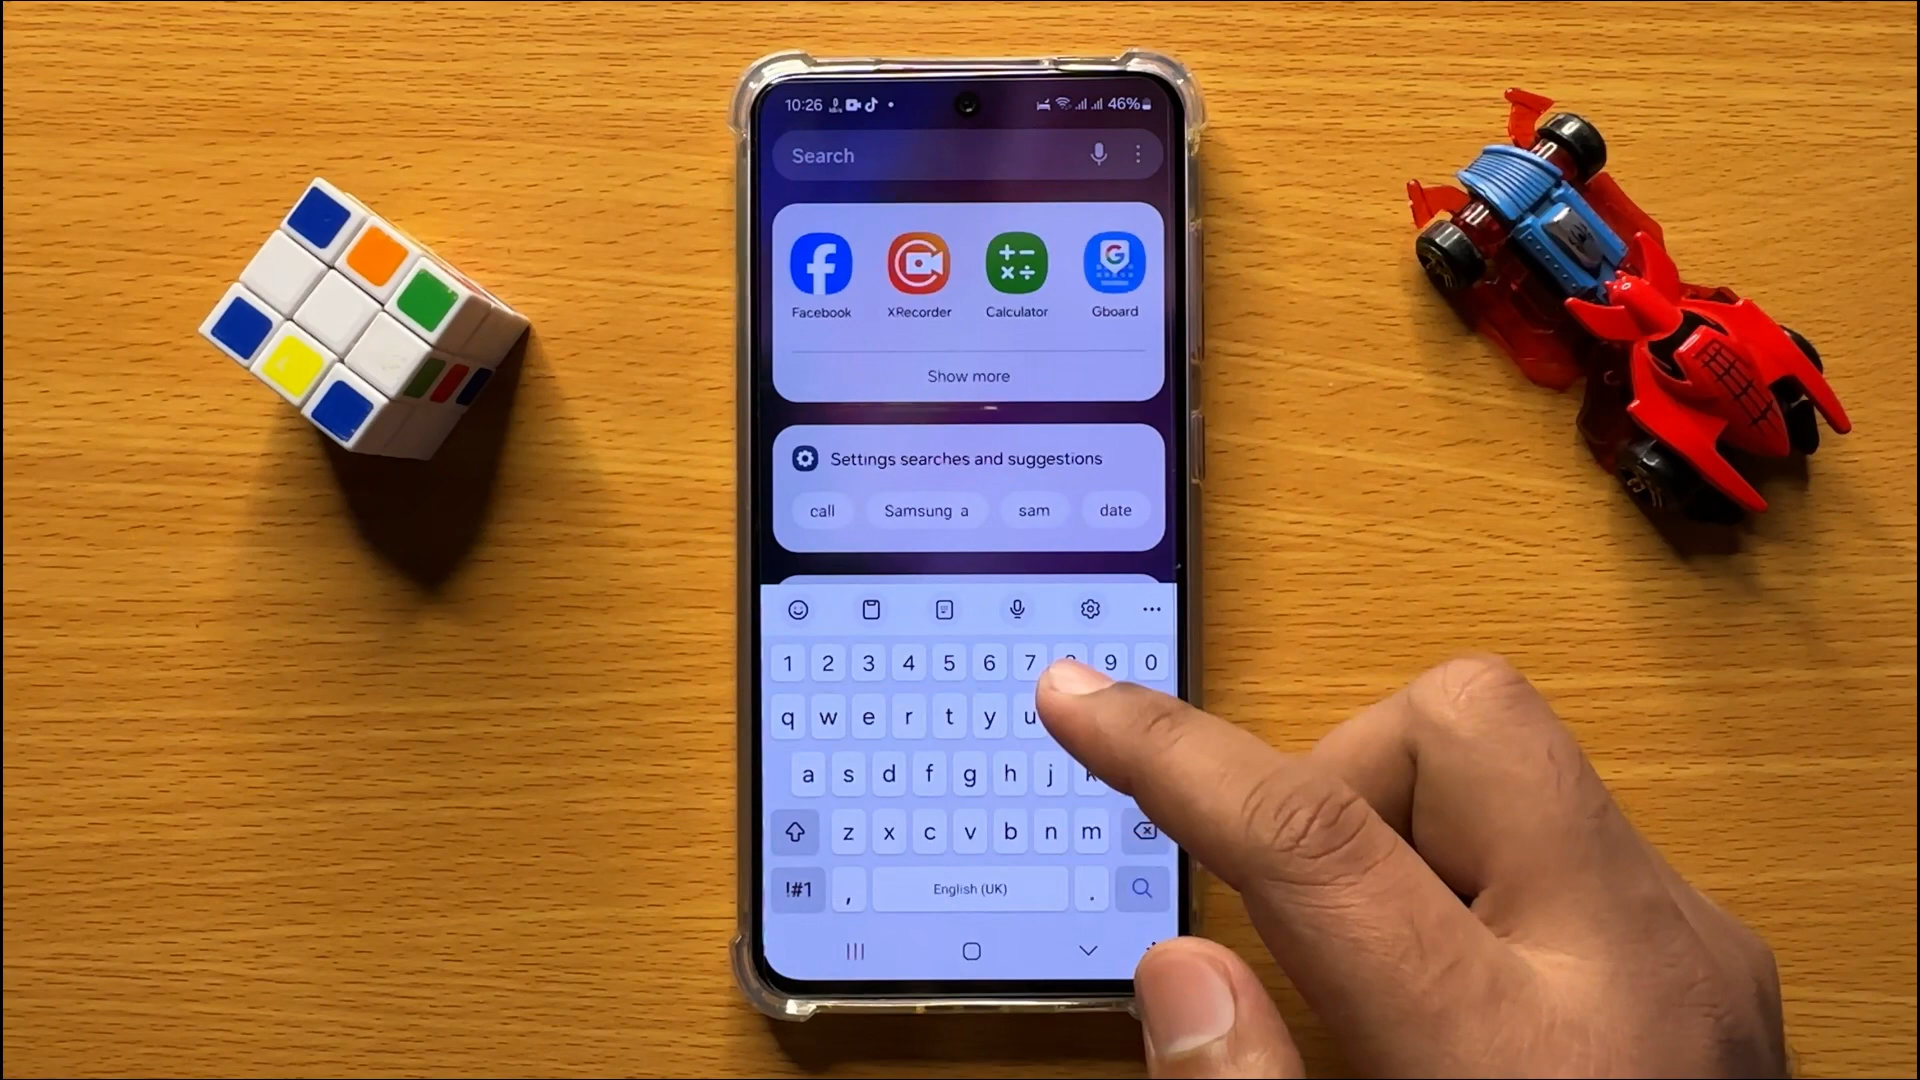 10:26 46%
Search
Facebook XRecorder Calculator Gboard
Show more
Settings searches and suggestions
call Samsung a sam date
1 2 3 4 5 6 7 9 0
q w e r t y u
a s d f g h j k
z x c v b n m
!#1 , English (UK) .